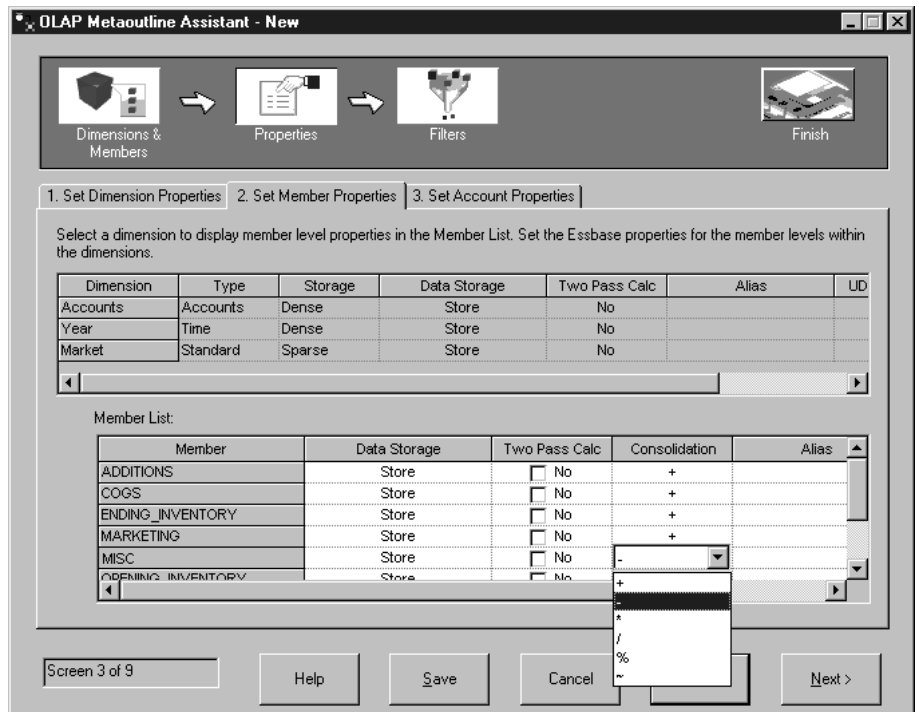 OLAP Metaoutline Assistant - New
Dimensions & Members
Properties
Filters
Finish
1. Set Dimension Properties
2. Set Member Properties
3. Set Account Properties
Select a dimension to display member level properties in the Member List. Set the Essbase properties for the member levels within
the dimensions.
Dimension Type Storage Data Storage Two Pass Calc Alias UD
Accounts Accounts Dense Store No
Year Time Dense Store No
Market Standard Sparse Store No
Member List:
Member Data Storage Two Pass Calc Consolidation Alias
ADDITIONS Store No +
COGS Store No +
ENDING_INVENTORY Store No +
MARKETING Store No +
MISC Store No -
OPENING_INVENTORY Store No
+
-
*
/
%
~
Screen 3 of 9
Help
Save
Cancel
Next >